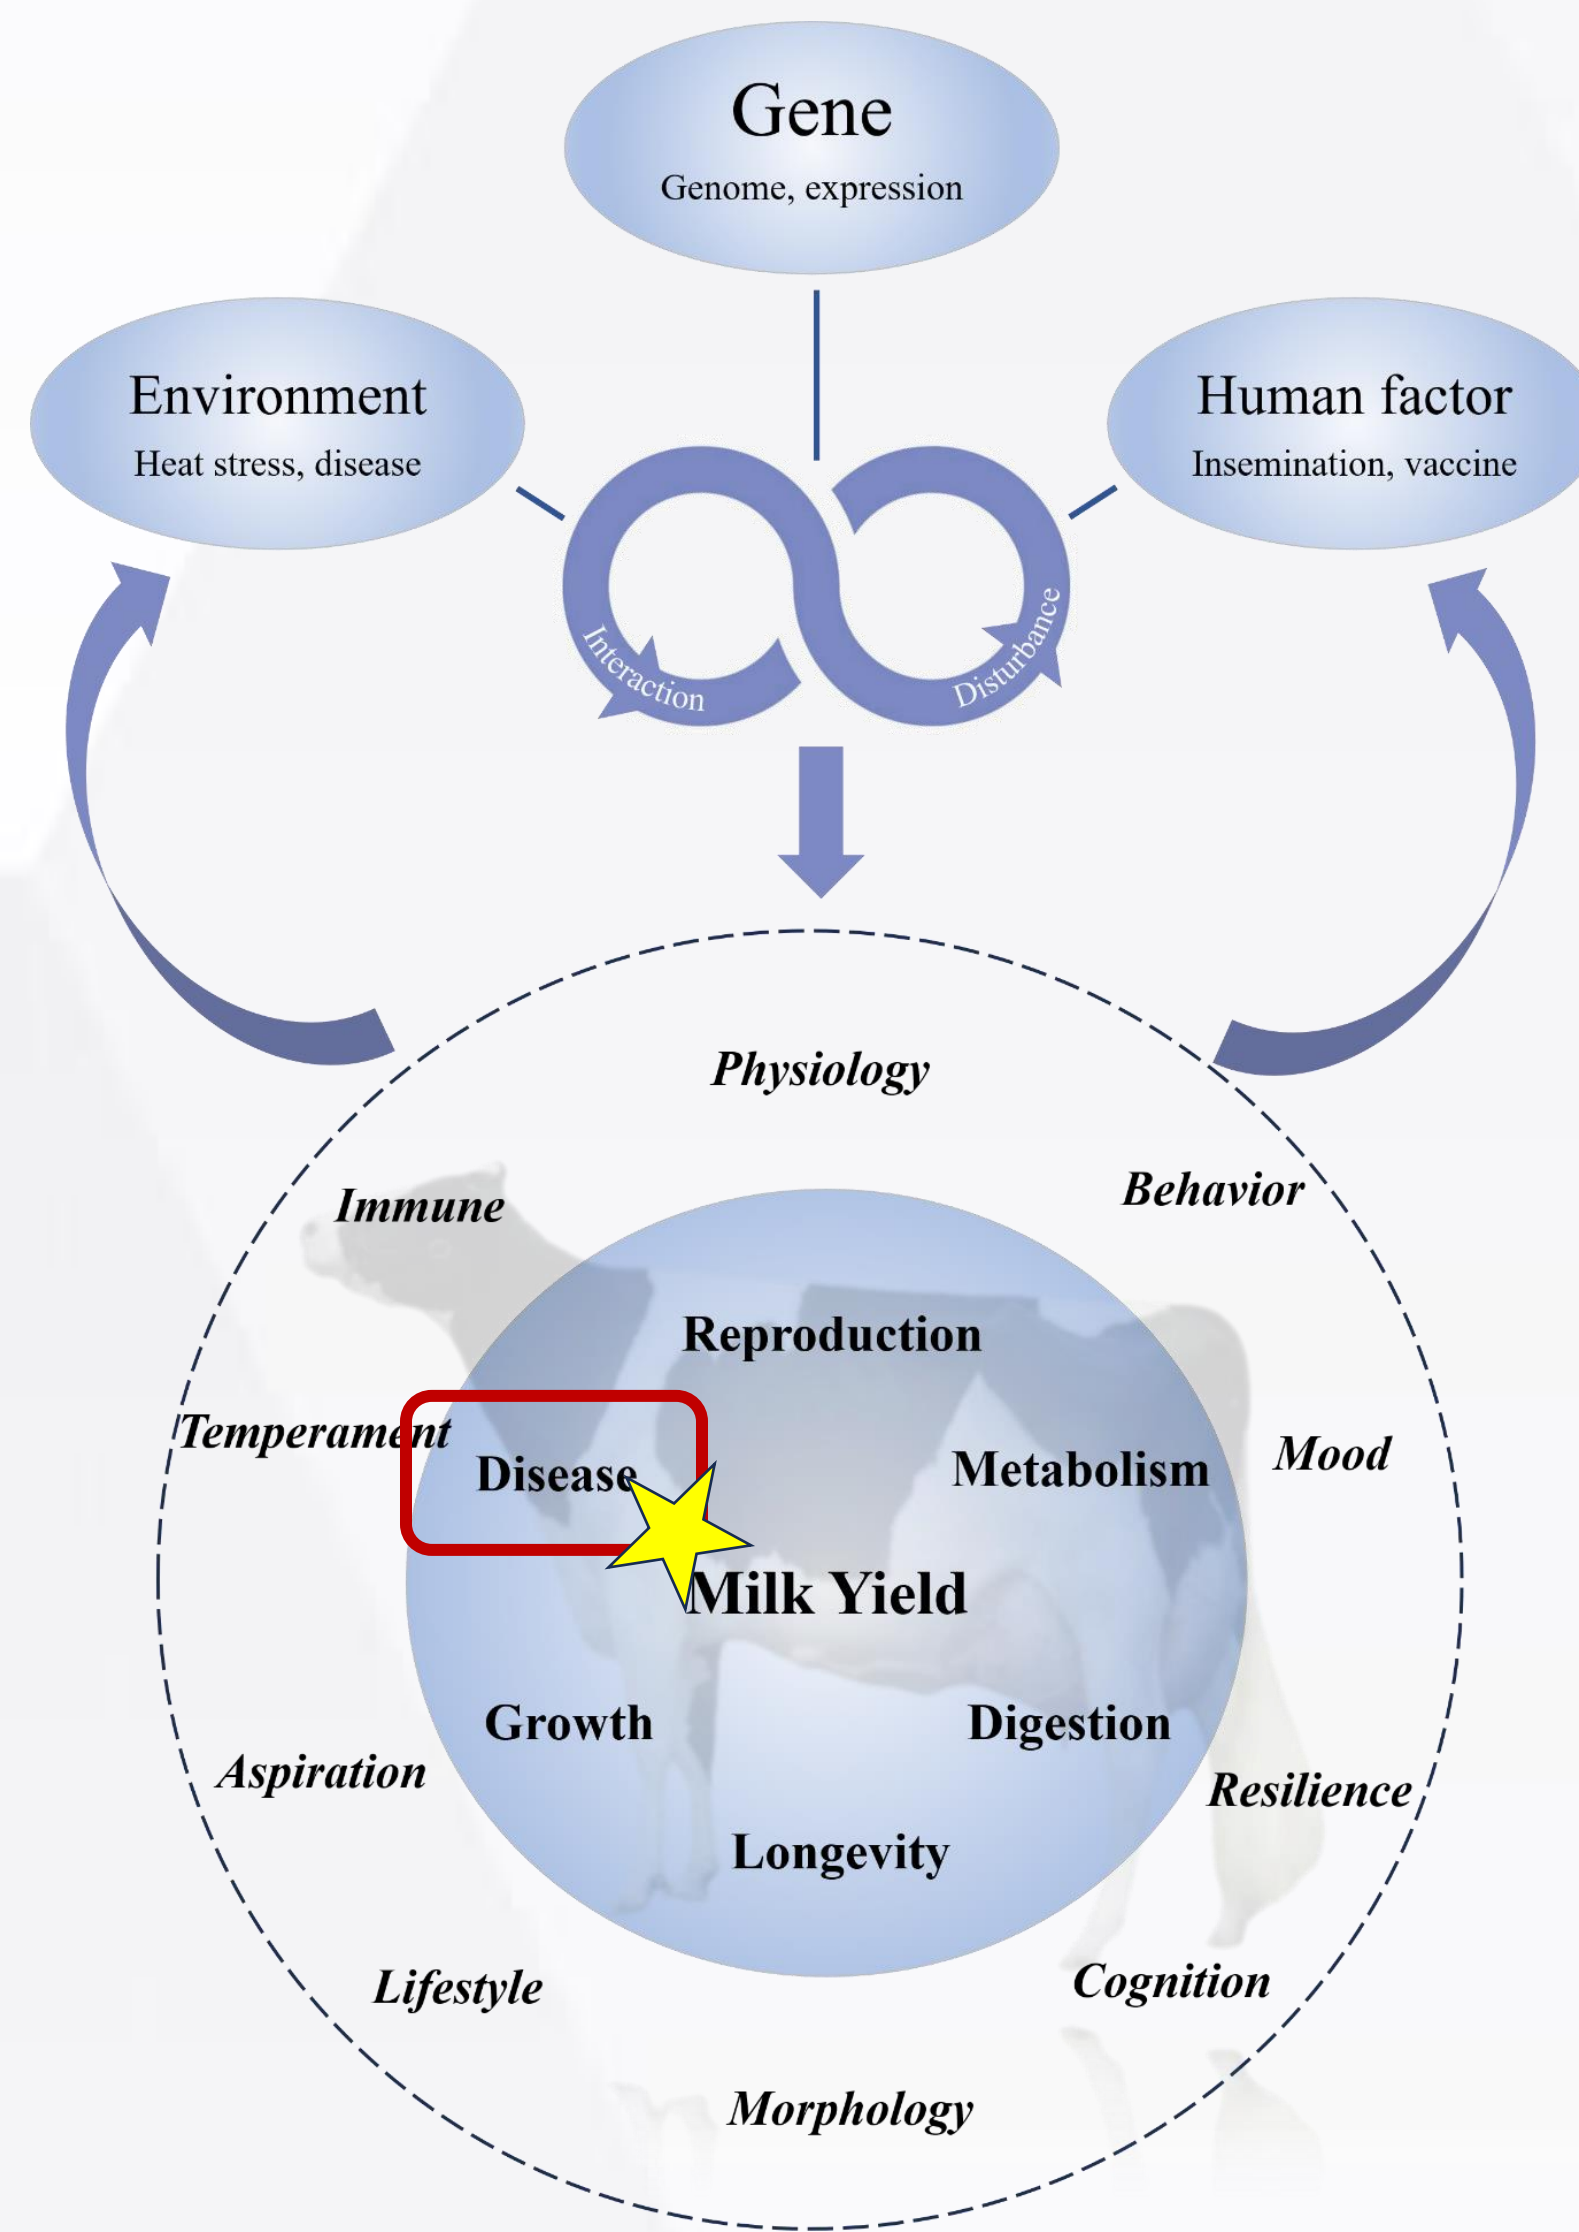 Gene
Genome, expression
Environment
Heat stress, disease
Human factor
Insemination, vaccine
Interaction
Disturbance
Physiology
Immune
Behavior
Reproduction
Temperament
Disease
Metabolism
Mood
Milk Yield
Growth
Digestion
Aspiration
Resilience
Longevity
Lifestyle
Cognition
Morphology